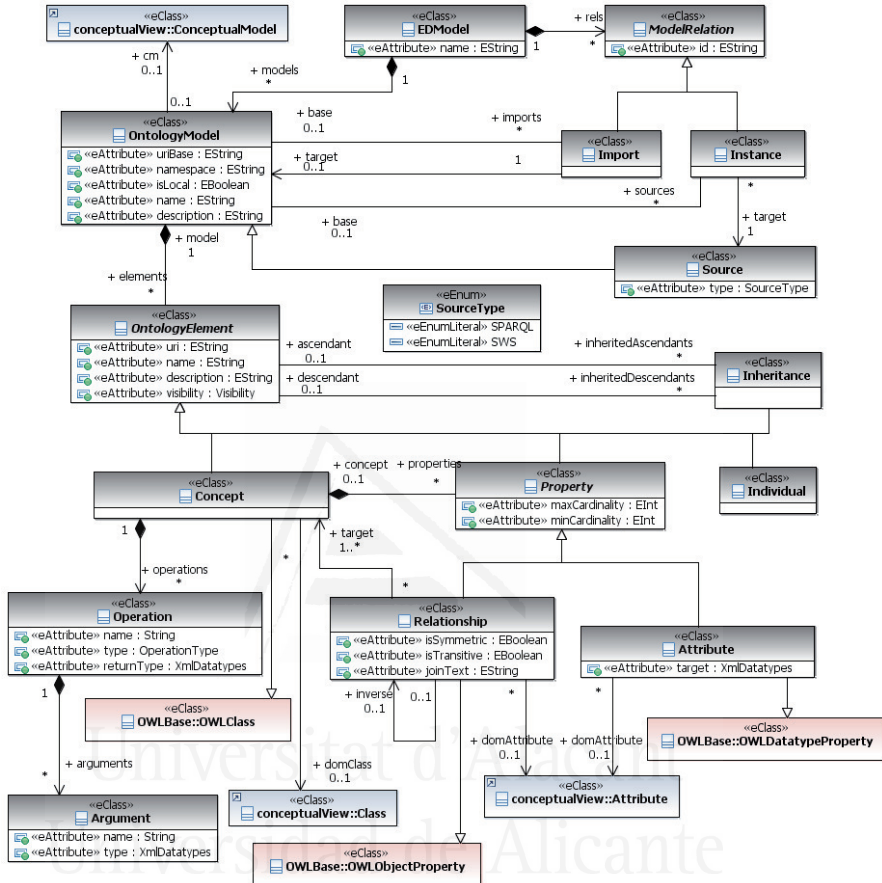 «eClass»
conceptualView::ConceptualModel
«eClass»
EDModel
«eAttribute» name : EString
+ rels
1
*
«eClass»
ModelRelation
«eAttribute» id : EString
+ cm
0..1
+ models
*
1
0..1
«eClass»
OntologyModel
«eAttribute» uriBase : EString
«eAttribute» namespace : EString
«eAttribute» isLocal : EBoolean
«eAttribute» name : EString
«eAttribute» description : EString
+ base
0..1
+ imports
*
+ target
0..1
1
«eClass»
Import
«eClass»
Instance
+ sources
*
*
+ base
0..1
+ target
1
+ model
1
«eClass»
Source
«eAttribute» type : SourceType
+ elements
*
«eEnum»
SourceType
«eEnumLiteral» SPARQL
«eEnumLiteral» SWS
«eClass»
OntologyElement
«eAttribute» uri : EString
«eAttribute» name : EString
«eAttribute» description : EString
«eAttribute» visibility : Visibility
+ ascendant
0..1
+ inheritedAscendants
*
+ descendant
0..1
+ inheritedDescendants
*
«eClass»
Inheritance
«eClass»
Concept
+ concept
0..1
+ properties
*
«eClass»
Property
«eAttribute» maxCardinality : EInt
«eAttribute» minCardinality : EInt
«eClass»
Individual
1
*
+ target
1..*
*
+ operations
*
«eClass»
Operation
«eAttribute» name : String
«eAttribute» type : OperationType
«eAttribute» returnType : XmlDatatypes
«eClass»
Relationship
«eAttribute» isSymmetric : EBoolean
«eAttribute» isTransitive : EBoolean
«eAttribute» joinText : EString
«eClass»
Attribute
«eAttribute» target : XmlDatatypes
1
+ inverse
0..1
0..1
*
*
«eClass»
OWLBase::OWLClass
«eClass»
OWLBase::OWLDatatypeProperty
+ arguments
*
+ domClass
0..1
+ domAttribute
0..1
+ domAttribute
0..1
«eClass»
Argument
«eAttribute» name : String
«eAttribute» type : XmlDatatypes
«eClass»
conceptualView::Class
«eClass»
conceptualView::Attribute
«eClass»
OWLBase::OWLObjectProperty
Universitat d'Alacant
Universidad de Alicante